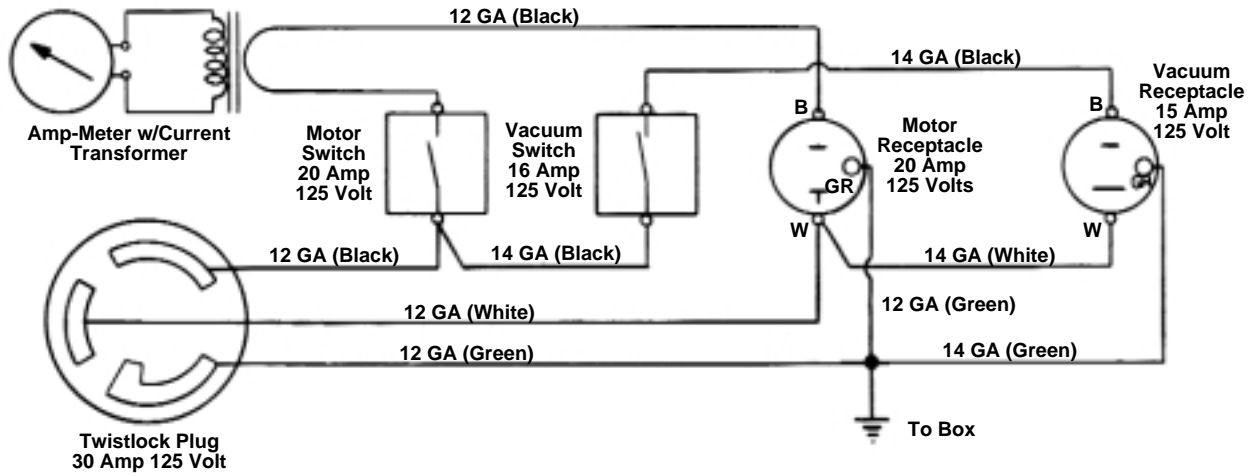 12 GA (Black)
14 GA (Black)
Vacuum
Receptacle
15 Amp
125 Volt
Amp-Meter w/Current
Transformer
Motor
Switch
20 Amp
125 Volt
Vacuum
Switch
16 Amp
125 Volt
B
GR
W
Motor
Receptacle
20 Amp
125 Volts
B
GR
W
12 GA (Black)
14 GA (Black)
14 GA (White)
12 GA (White)
12 GA (Green)
12 GA (Green)
14 GA (Green)
To Box
Twistlock Plug
30 Amp 125 Volt